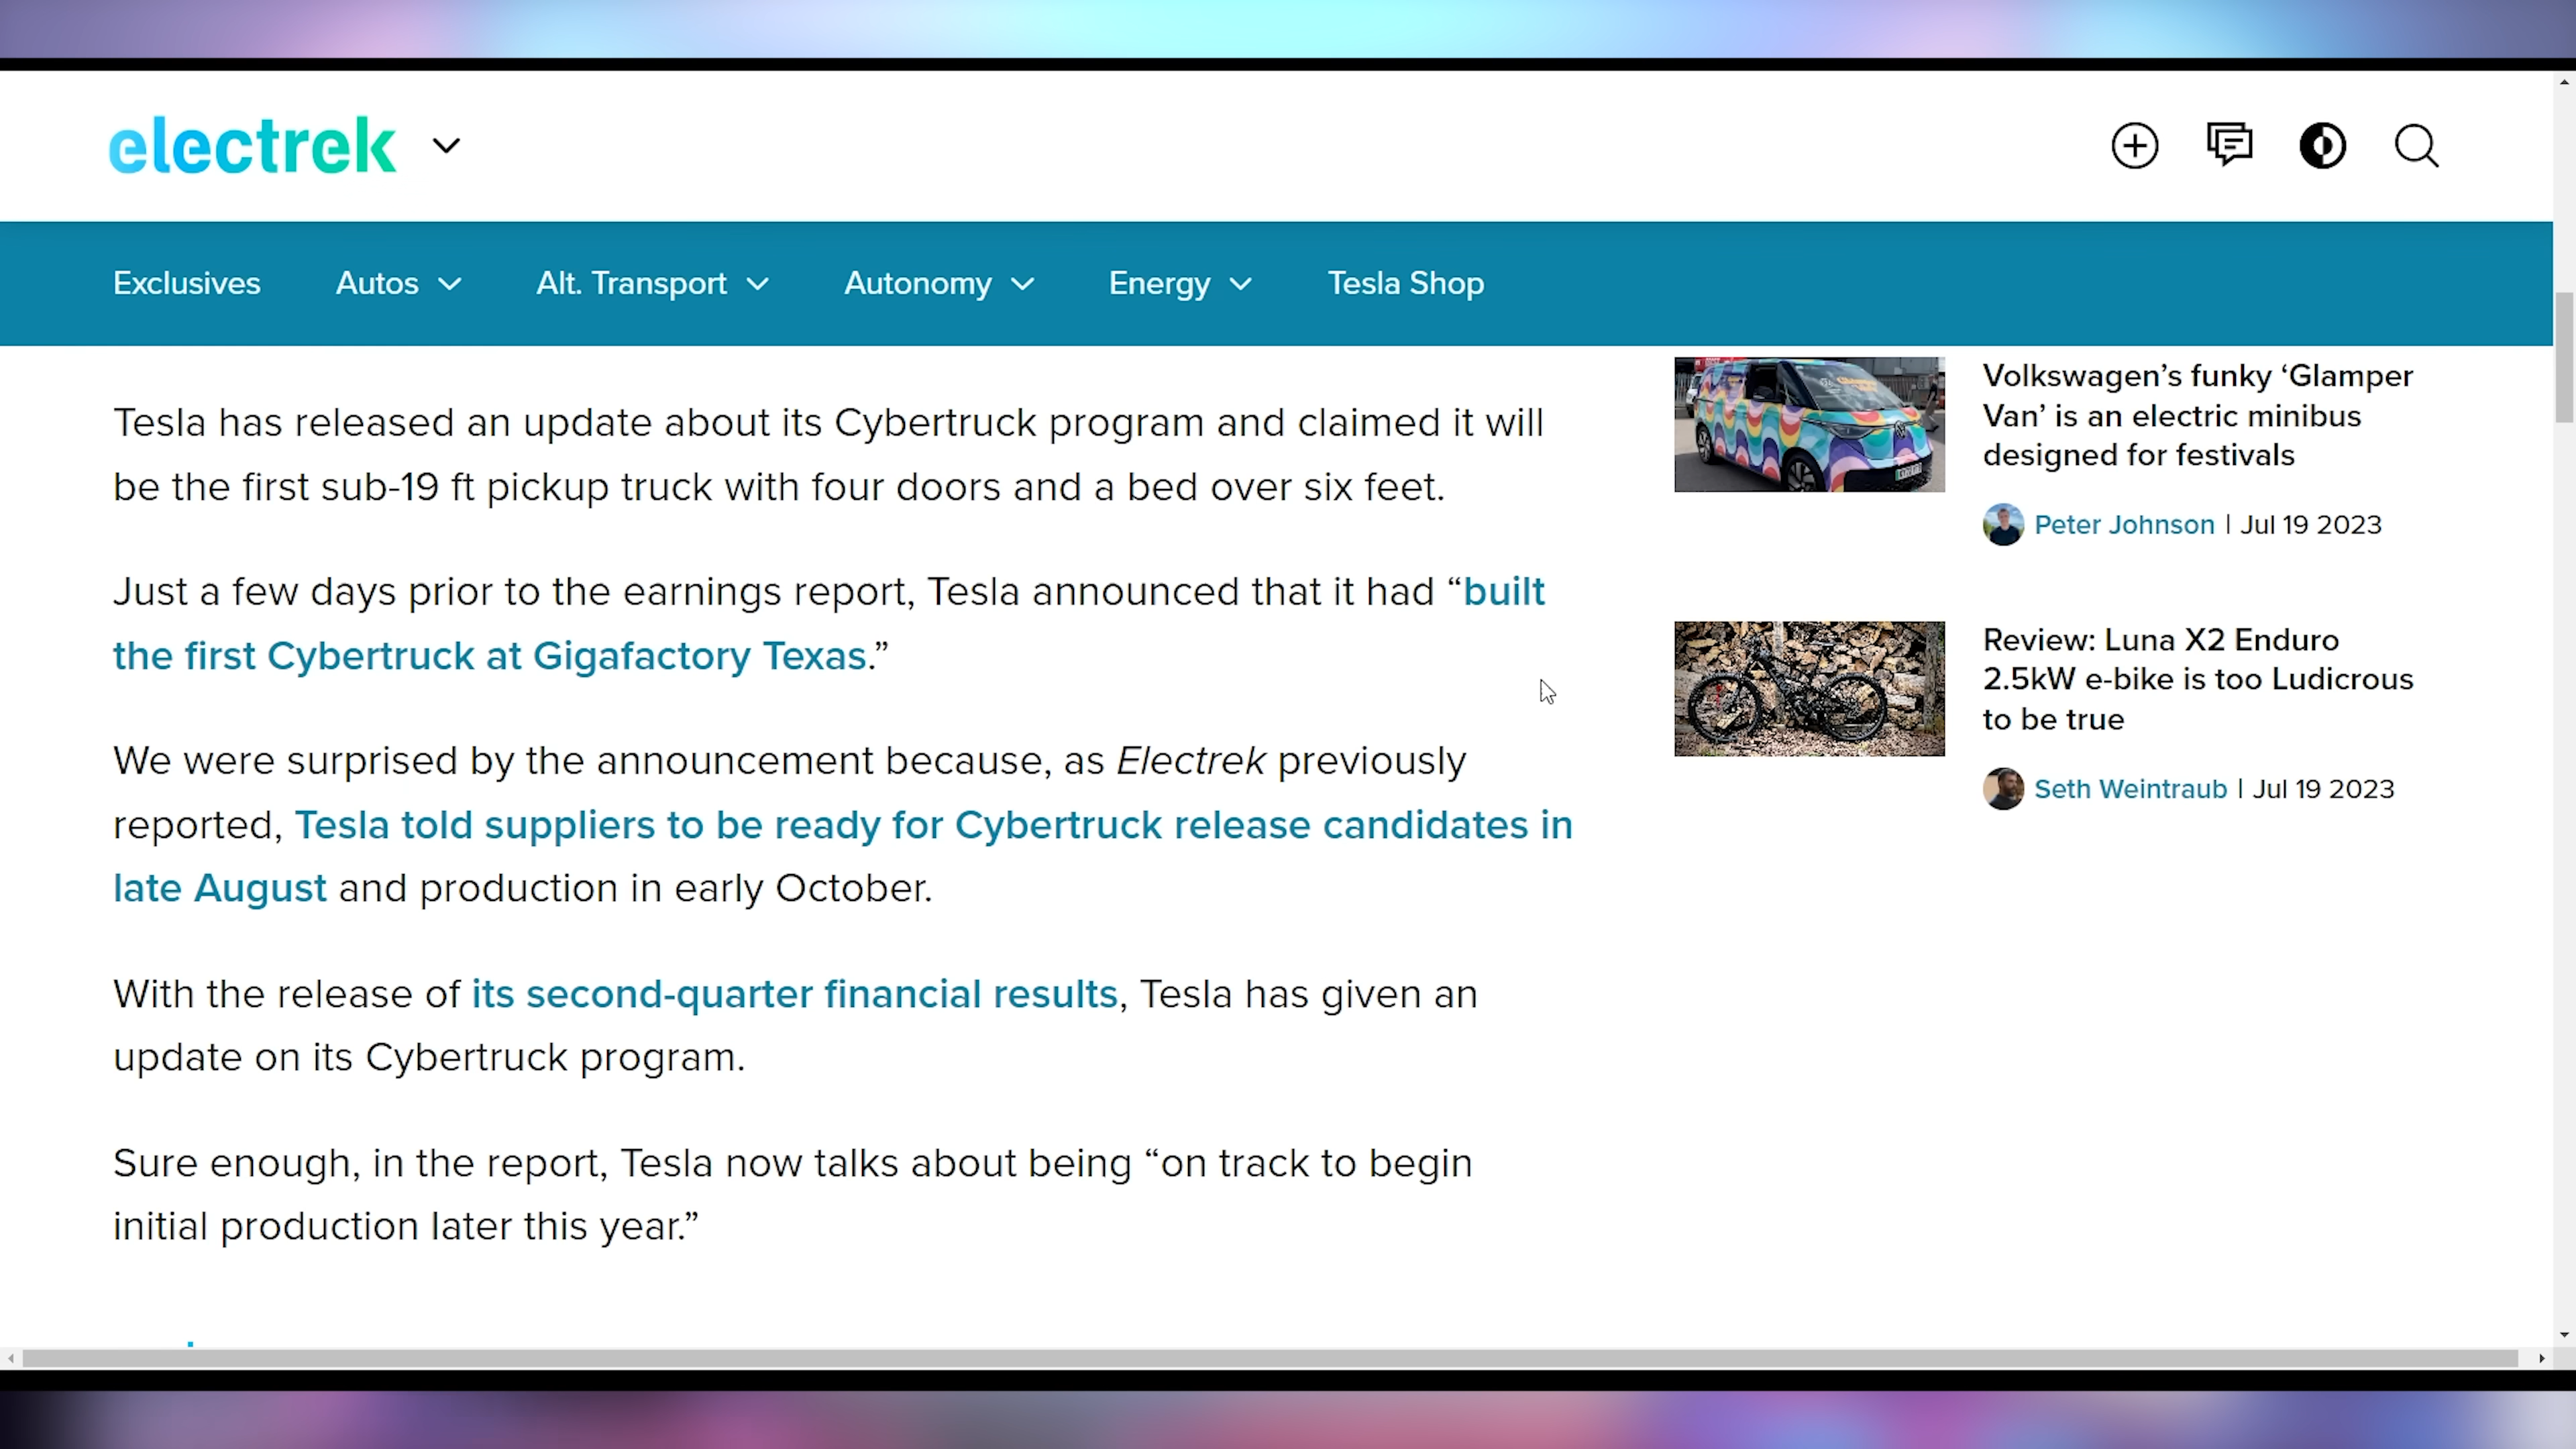 electrek
Exclusives Autos Alt. Transport Autonomy Energy Tesla Shop
Tesla has released an update about its Cybertruck program and claimed it will
be the first sub-19 ft pickup truck with four doors and a bed over six feet.
Just a few days prior to the earnings report, Tesla announced that it had “built
the first Cybertruck at Gigafactory Texas.”
We were surprised by the announcement because, as Electrek previously
reported, Tesla told suppliers to be ready for Cybertruck release candidates in
late August and production in early October.
With the release of its second-quarter financial results, Tesla has given an
update on its Cybertruck program.
Sure enough, in the report, Tesla now talks about being “on track to begin
initial production later this year.”
Volkswagen’s funky ‘Glamper
Van’ is an electric minibus
designed for festivals
Peter Johnson | Jul 19 2023
Review: Luna X2 Enduro
2.5kW e-bike is too Ludicrous
to be true
Seth Weintraub | Jul 19 2023